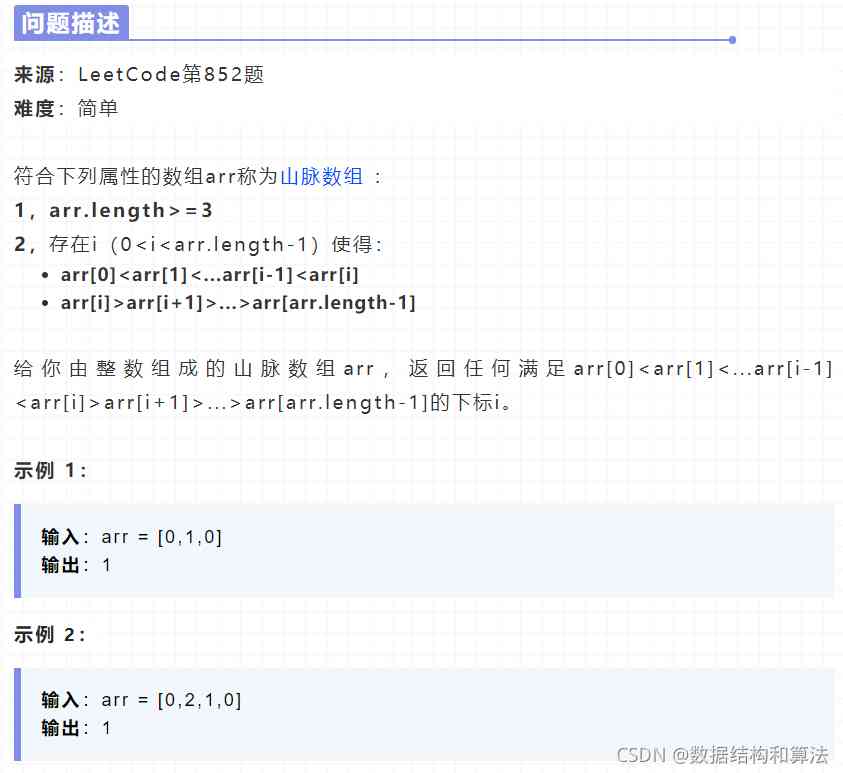 问题描述
来源：LeetCode第852题
难度：简单
符合下列属性的数组arr称为山脉数组 ：
1，arr.length>=3
2，存在i（0<i<arr.length-1）使得：
• arr[0]<arr[1]<...arr[i-1]<arr[i]
• arr[i]>arr[i+1]>...>arr[arr.length-1]
给你由整数组成的山脉数组arr，返回任何满足arr[0]<arr[1]<...arr[i-1]
<arr[i]>arr[i+1]>...>arr[arr.length-1]的下标i。
示例 1：
输入：arr = [0,1,0]
输出：1
示例 2：
输入：arr = [0,2,1,0]
输出：1
CSDN @数据结构和算法